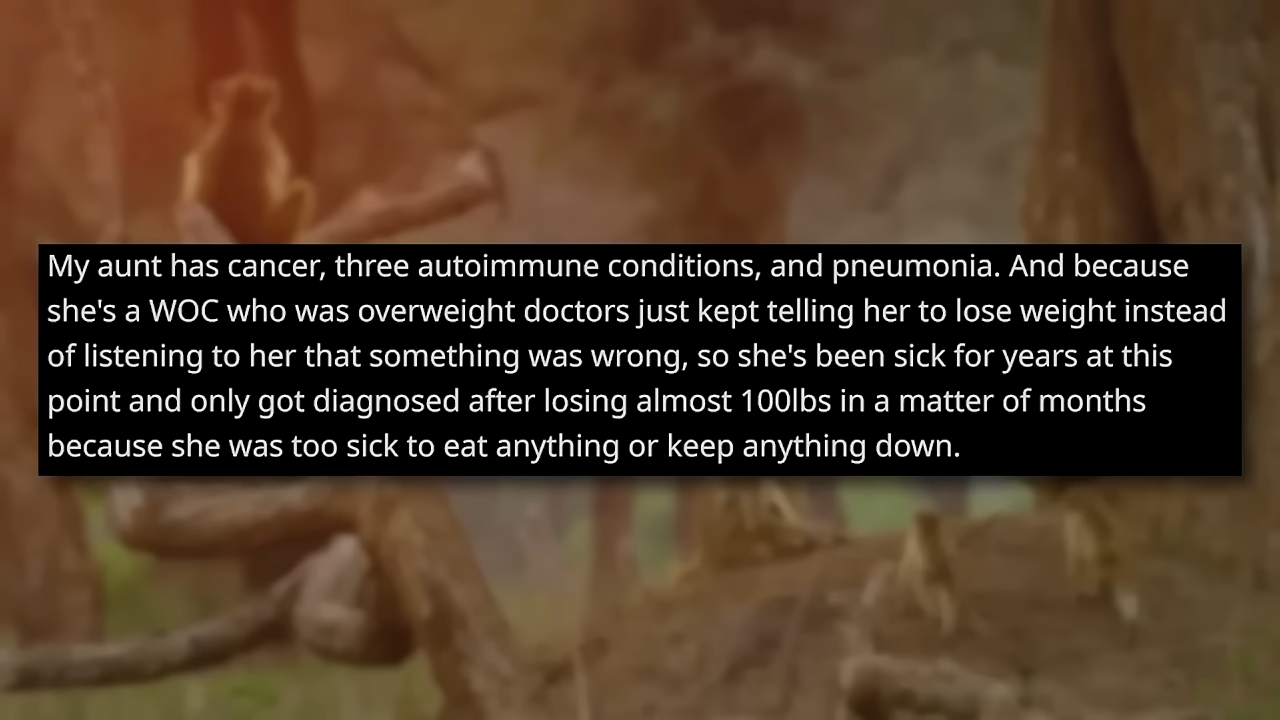 My aunt has cancer, three autoimmune conditions, and pneumonia. And because
she's a WOC who was overweight doctors just kept telling her to lose weight instead
of listening to her that something was wrong, so she's been sick for years at this
point and only got diagnosed after losing almost 100lbs in a matter of months
because she was too sick to eat anything or keep anything down.